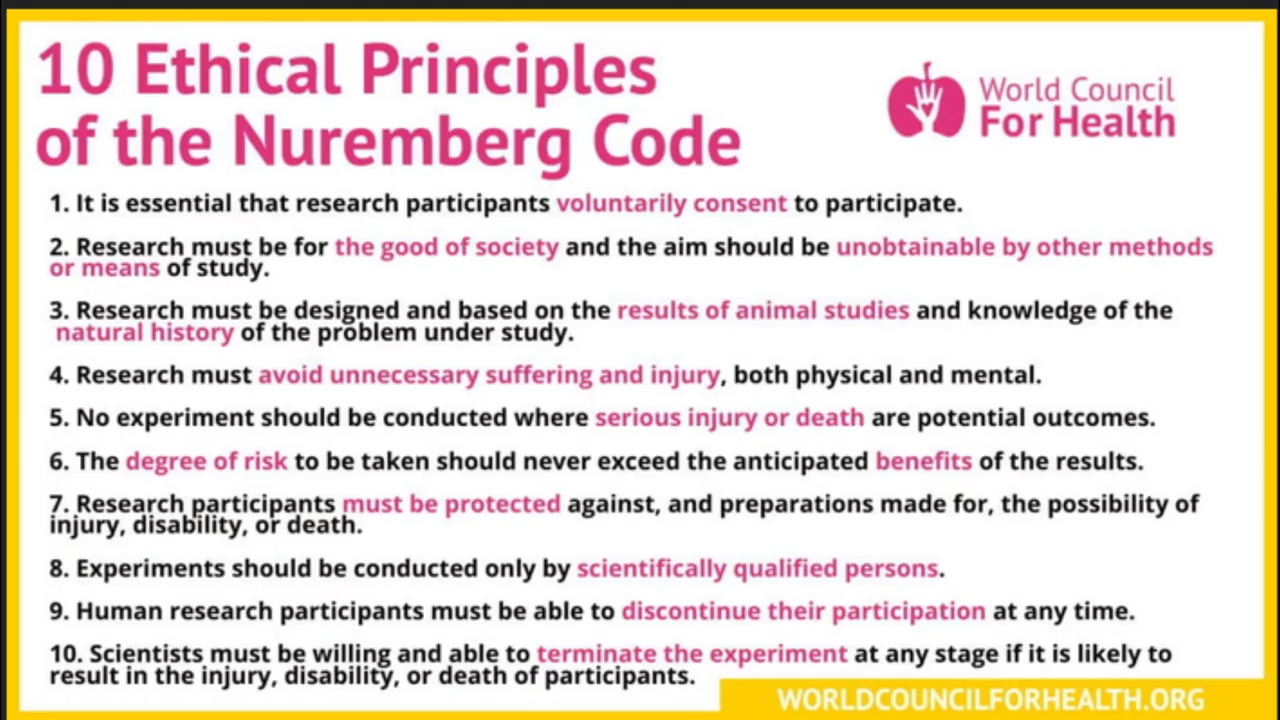 10 Ethical Principles
of the Nuremberg Code
World Council
For Health
1. It is essential that research participants voluntarily consent to participate.
2. Research must be for the good of society and the aim should be unobtainable by other methods
or means of study.
3. Research must be designed and based on the results of animal studies and knowledge of the
natural history of the problem under study.
4. Research must avoid unnecessary suffering and injury, both physical and mental.
5. No experiment should be conducted where serious injury or death are potential outcomes.
6. The degree of risk to be taken should never exceed the anticipated benefits of the results.
7. Research participants must be protected against, and preparations made for, the possibility of
injury, disability, or death.
8. Experiments should be conducted only by scientifically qualified persons.
9. Human research participants must be able to discontinue their participation at any time.
10. Scientists must be willing and able to terminate the experiment at any stage if it is likely to
result in the injury, disability, or death of participants.
WORLDCOUNCILFORHEALTH.ORG